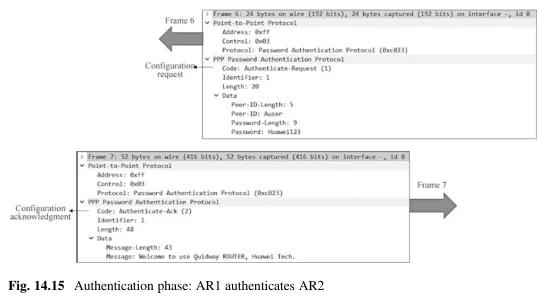 Frame 6
> Frame 6: 24 bytes on wire (192 bits), 24 bytes captured (192 bits) on interface -, id 0
Point-to-Point Protocol
Address: 0xff
Control: 0x03
Protocol: Password Authentication Protocol (0xc023)
PPP Password Authentication Protocol
Configuration
request
Code: Authenticate-Request (1)
Identifier: 1
Length: 20
Data
Peer-ID-Length: 5
Peer-ID: Auser
Password-Length: 9
Password: Huawei123
> Frame 7: 52 bytes on wire (416 bits), 52 bytes captured (416 bits) on interface -, id 0
Point-to-Point Protocol
Address: 0xff
Control: 0x03
Protocol: Password Authentication Protocol (0xc023)
Frame 7
PPP Password Authentication Protocol
Configuration
acknowledgment
Code: Authenticate-Ack (2)
Identifier: 1
Length: 48
Data
Message-Length: 43
Message: Welcome to use Quidway ROUTER, Huawei Tech.
Fig. 14.15 Authentication phase: AR1 authenticates AR2